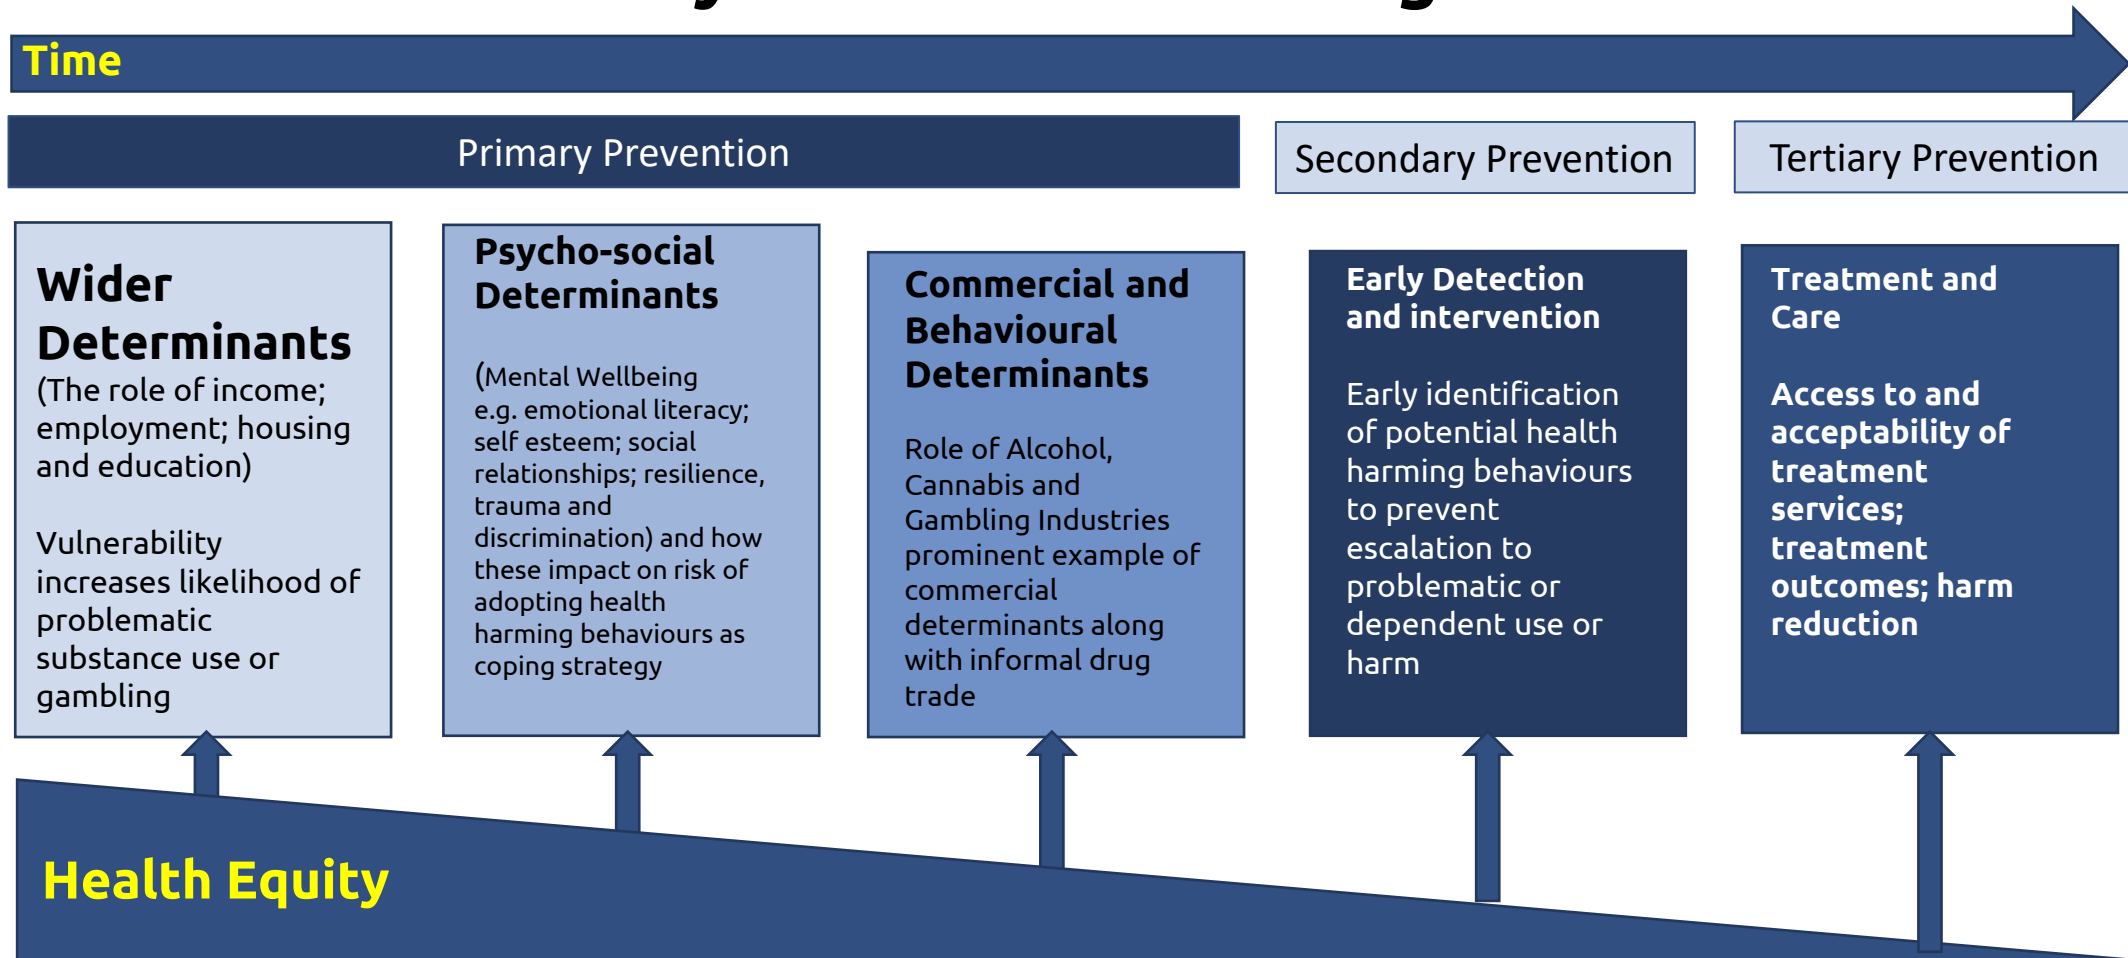 Time
Primary Prevention
Secondary Prevention
Tertiary Prevention
Wider
Determinants
(The role of income;
employment; housing
and education)
Vulnerability
increases likelihood of
problematic
substance use or
gambling
Psycho-social
Determinants
(Mental Wellbeing
e.g. emotional literacy;
self esteem; social
relationships; resilience,
trauma and
discrimination) and how
these impact on risk of
adopting health
harming behaviours as
coping strategy
Commercial and
Behavioural
Determinants
Role of Alcohol,
Cannabis and
Gambling Industries
prominent example of
commercial
determinants along
with informal drug
trade
Early Detection
and intervention
Early identification
of potential health
harming behaviours
to prevent
escalation to
problematic or
dependent use or
harm
Treatment and
Care
Access to and
acceptability of
treatment
services;
treatment
outcomes; harm
reduction
Health Equity